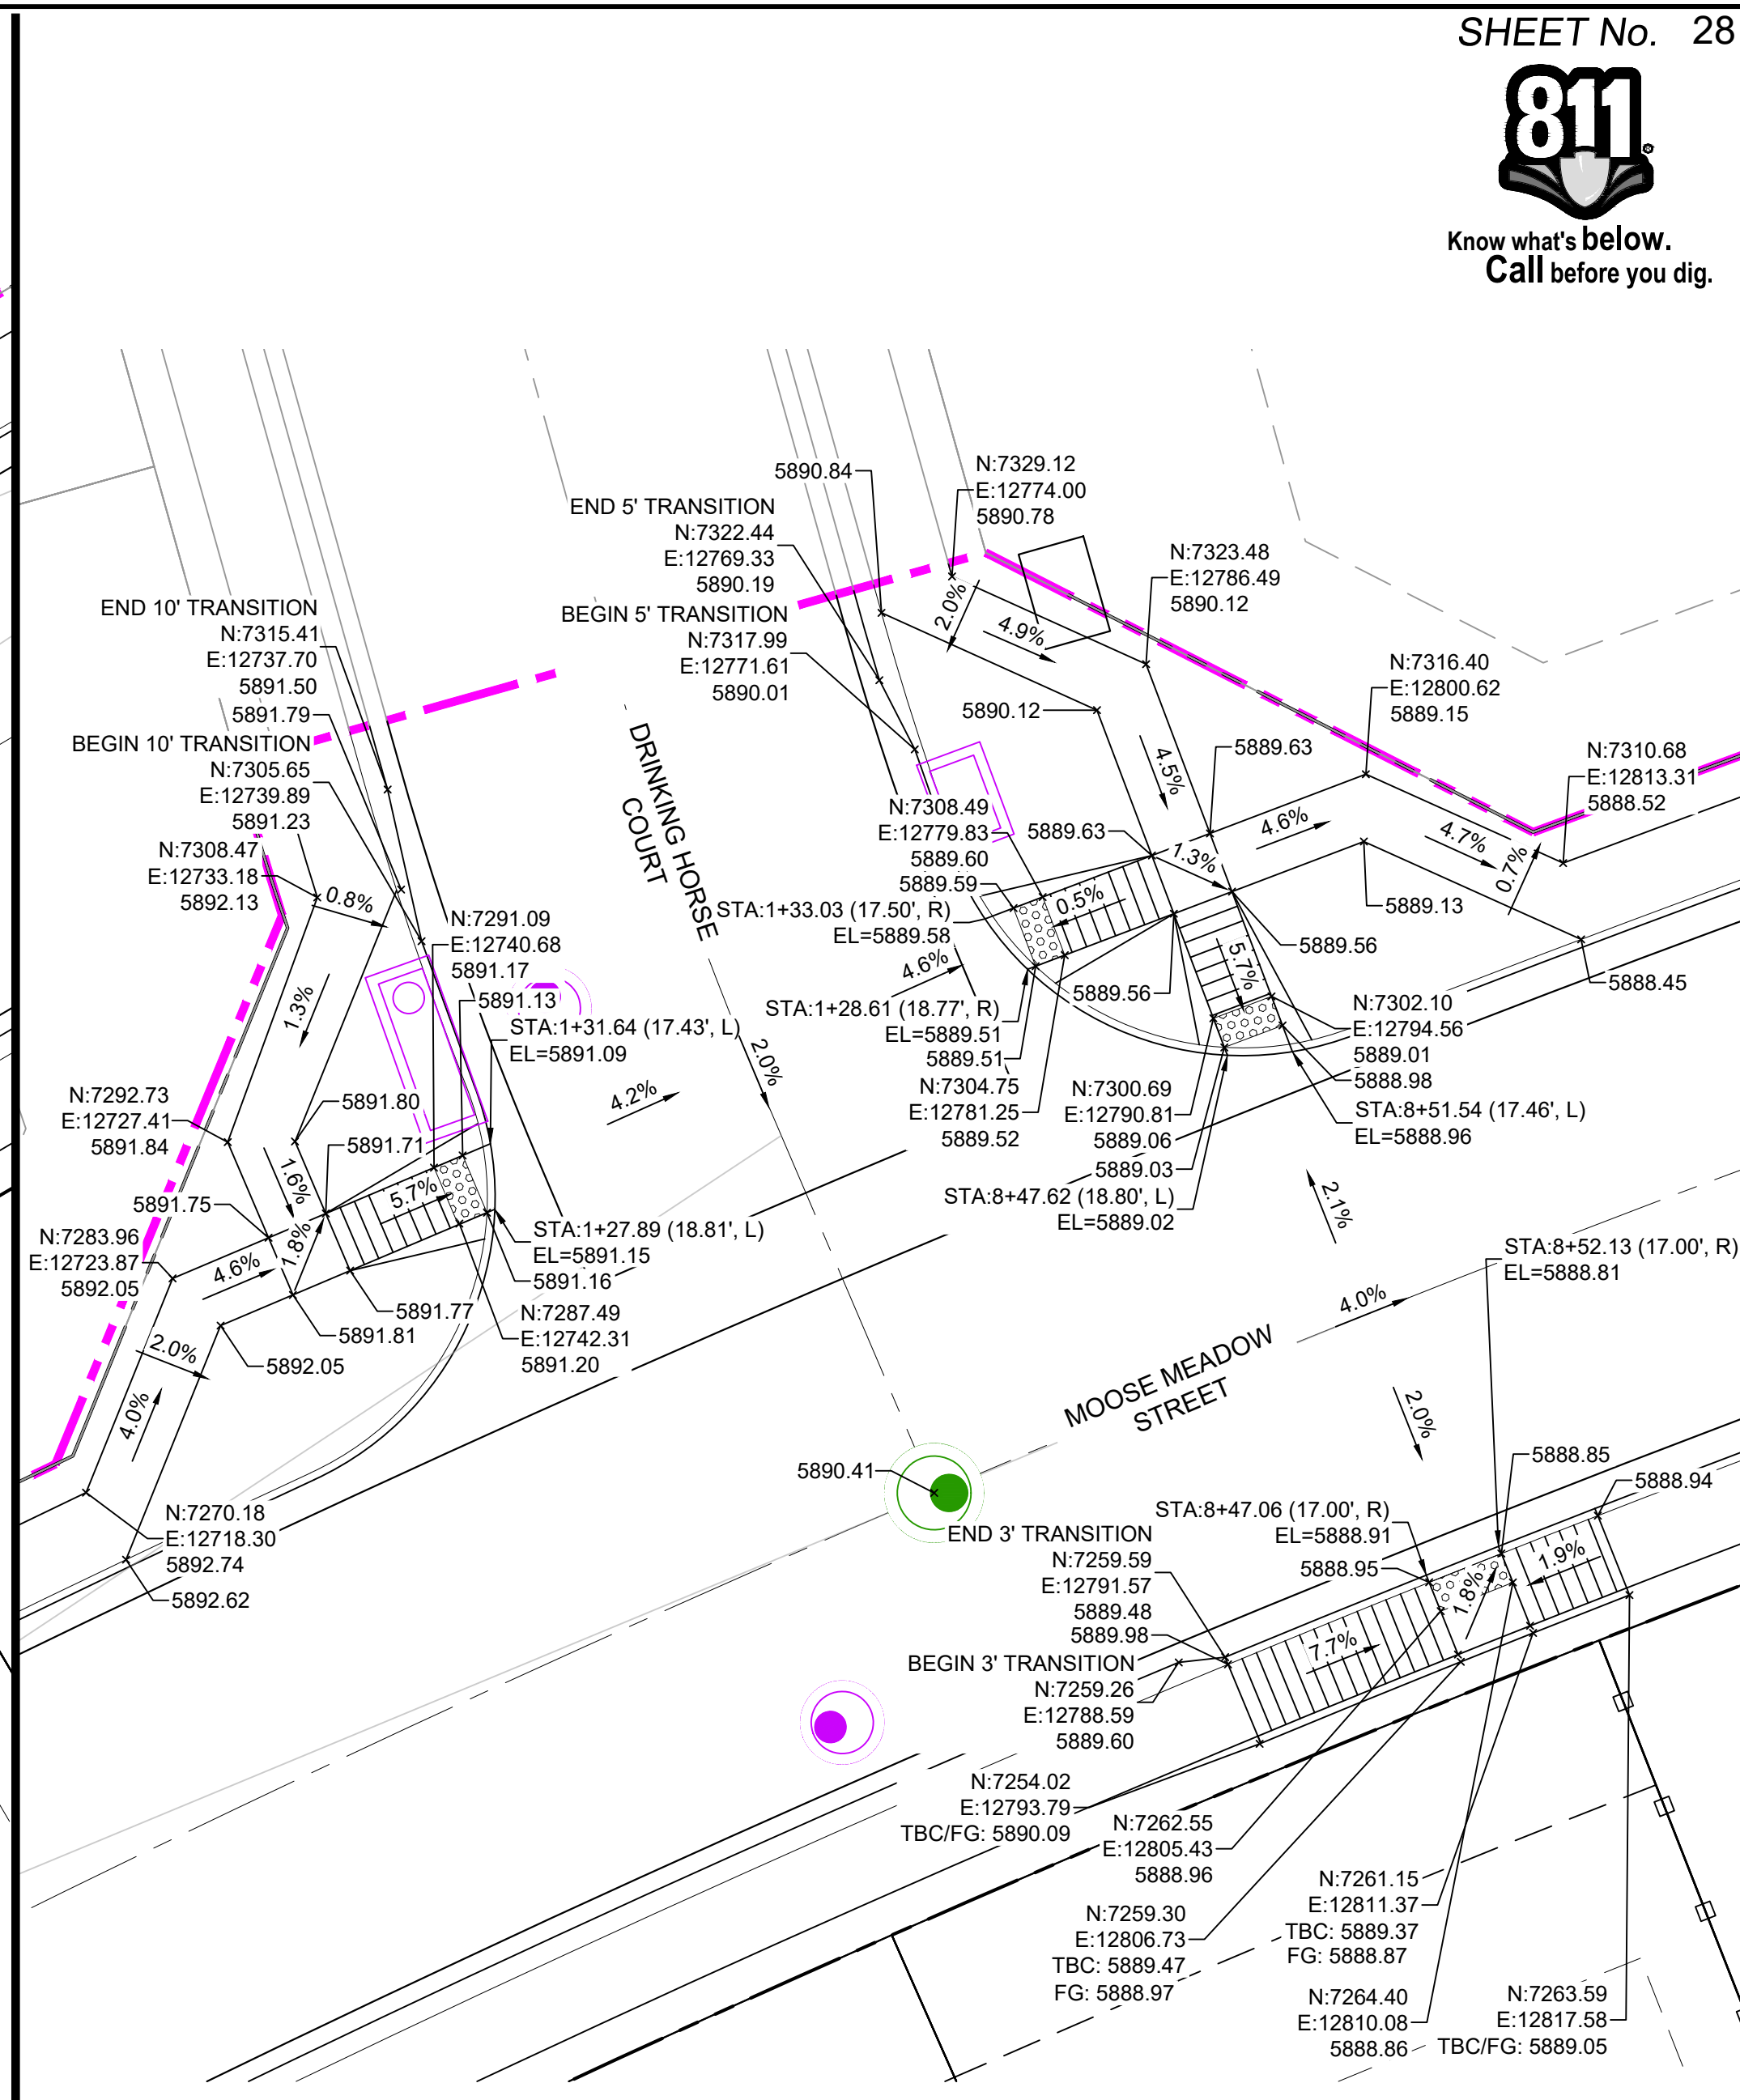 SHEET No. 28
811
Know what's below.
Call before you dig.
5890.84
N:7329.12
E:12774.00
5890.78
END 5' TRANSITION
N:7322.44
E:12769.33
5890.19
BEGIN 5' TRANSITION
N:7317.99
E:12771.61
5890.01
2.0%
4.9%
N:7323.48
E:12786.49
5890.12
N:7316.40
E:12800.62
5889.15
N:7310.68
E:12813.31
5888.52
END 10' TRANSITION
N:7315.41
E:12737.70
5891.50
5891.79
BEGIN 10' TRANSITION
N:7305.65
E:12739.89
5891.23
N:7308.47
E:12733.18
5892.13
0.8%
1.3%
DRINKING HORSE
COURT
5890.12
4.5%
5889.63
N:7308.49
E:12779.83
5889.60
5889.59
5889.63
1.3%
4.6%
4.7%
0.7%
5889.13
5888.45
STA:1+33.03 (17.50', R)
EL=5889.58
0.5%
4.6%
5889.56
5.7%
5889.56
STA:1+28.61 (18.77', R)
EL=5889.51
5889.51
N:7304.75
E:12781.25
5889.52
N:7300.69
E:12790.81
5889.06
5889.03
STA:8+47.62 (18.80', L)
EL=5889.02
N:7302.10
E:12794.56
5889.01
5888.98
STA:8+51.54 (17.46', L)
EL=5888.96
N:7291.09
E:12740.68
5891.17
5891.13
STA:1+31.64 (17.43', L)
EL=5891.09
2.0%
4.2%
N:7292.73
E:12727.41
5891.84
5891.80
5891.71
1.6%
5.7%
5891.75
1.8%
N:7283.96
E:12723.87
5892.05
4.6%
STA:1+27.89 (18.81', L)
EL=5891.15
5891.16
5891.77
5891.81
N:7287.49
E:12742.31
5891.20
2.0%
5892.05
4.0%
N:7270.18
E:12718.30
5892.74
5892.62
2.1%
STA:8+52.13 (17.00', R)
EL=5888.81
4.0%
MOOSE MEADOW
STREET
2.0%
5890.41
5888.85
5888.94
STA:8+47.06 (17.00', R)
EL=5888.91
5888.95
END 3' TRANSITION
N:7259.59
E:12791.57
5889.48
5889.98
1.9%
1.8%
7.7%
BEGIN 3' TRANSITION
N:7259.26
E:12788.59
5889.60
N:7254.02
E:12793.79
TBC/FG: 5890.09
N:7262.55
E:12805.43
5888.96
N:7259.30
E:12806.73
TBC: 5889.47
FG: 5888.97
N:7261.15
E:12811.37
TBC: 5889.37
FG: 5888.87
N:7264.40
E:12810.08
5888.86
N:7263.59
E:12817.58
TBC/FG: 5889.05